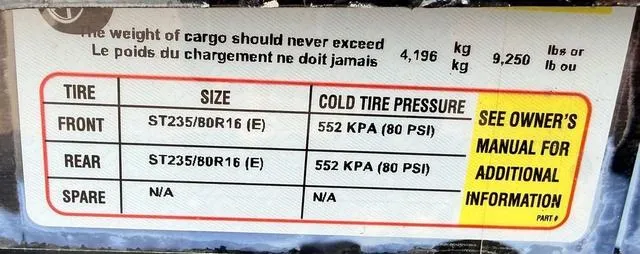 The weight of cargo should never exceed 4,196 kg 9,250 lbs or
Le poids du chargement ne doit jamais kg lb ou
TIRE SIZE COLD TIRE PRESSURE
FRONT ST235/80R16 (E) 552 KPA (80 PSI)
REAR ST235/80R16 (E) 552 KPA (80 PSI)
SPARE N/A N/A
SEE OWNER'S
MANUAL FOR
ADDITIONAL
INFORMATION
PART #